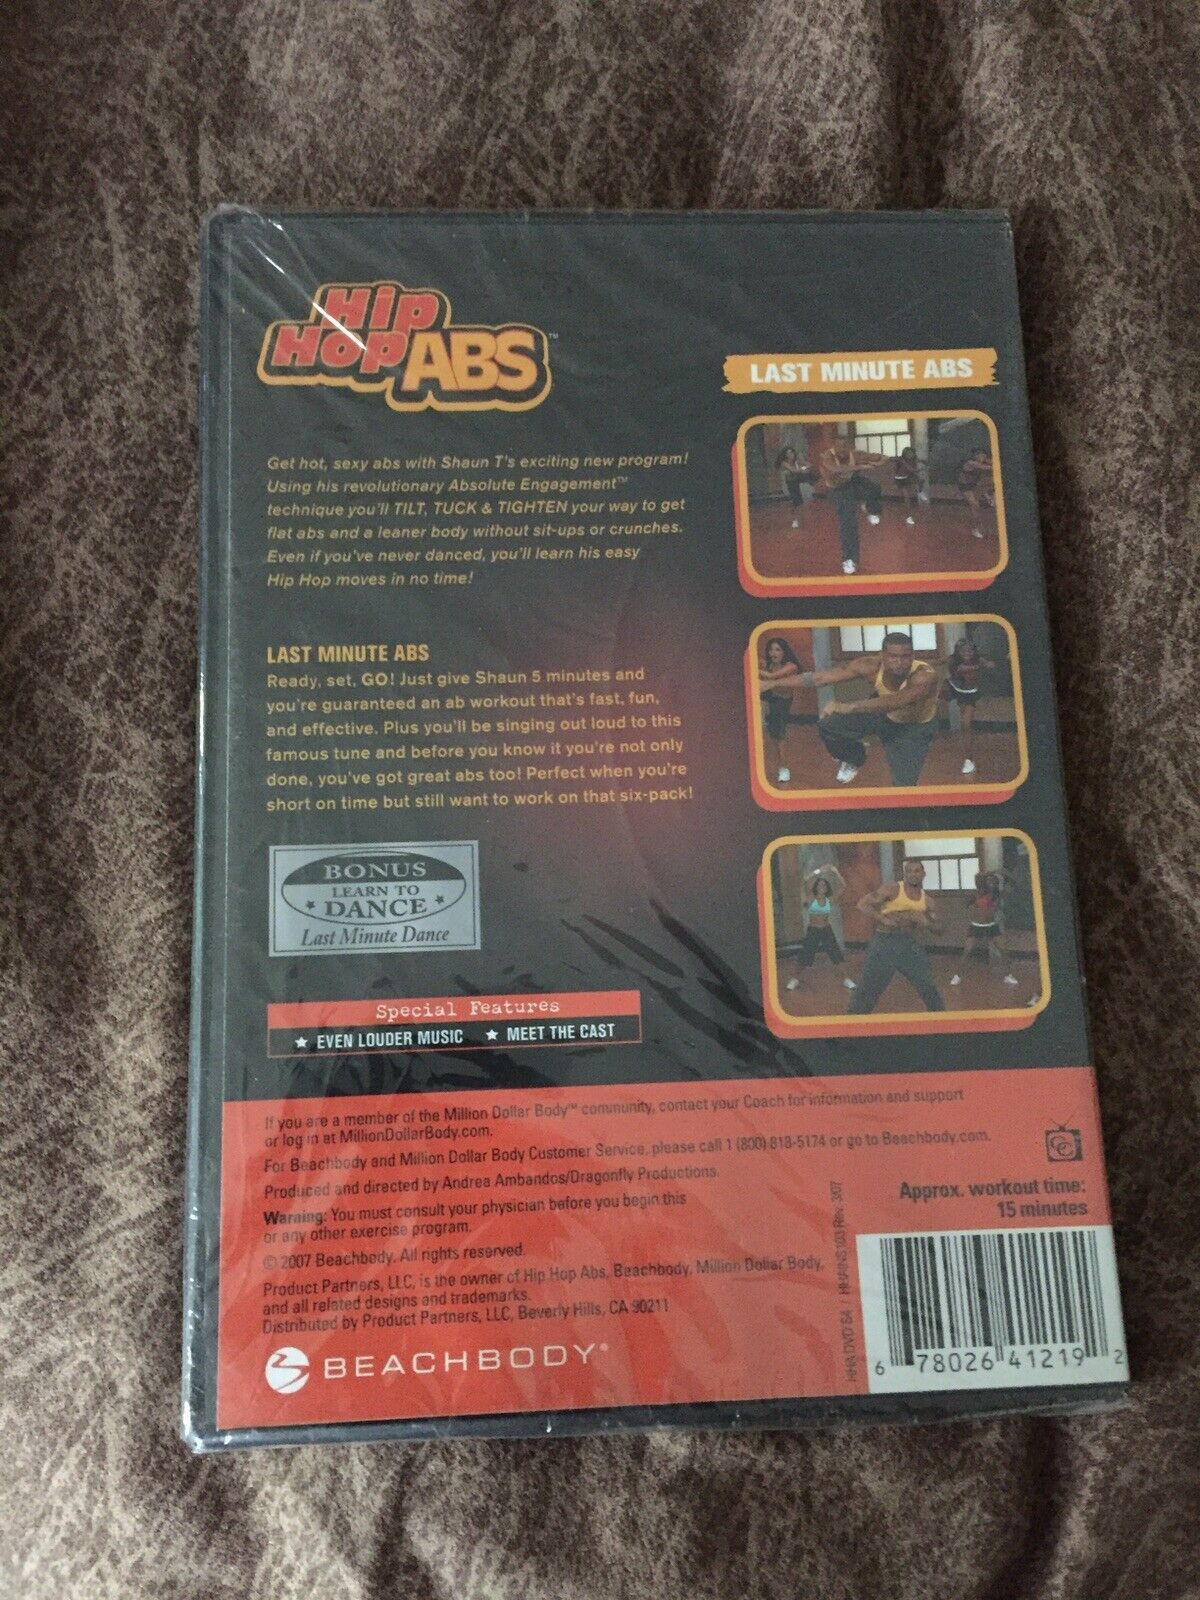 Hip
Hop ABS™
LAST MINUTE ABS
Get hot, sexy abs with Shaun T's exciting new program!
Using his revolutionary Absolute Engagement™
technique you'll TILT, TUCK & TIGHTEN your way to get
flat abs and a leaner body without sit-ups or crunches.
Even if you've never danced, you'll learn his easy
Hip Hop moves in no time!
LAST MINUTE ABS
Ready, set, GO! Just give Shaun 5 minutes and
you're guaranteed an ab workout that's fast, fun,
and effective. Plus you'll be singing out loud to this
famous tune and before you know it you're not only
done, you've got great abs too! Perfect when you're
short on time but still want to work on that six-pack!
BONUS
LEARN TO
DANCE
Last Minute Dance
Special Features
★ EVEN LOUDER MUSIC ★ MEET THE CAST
If you are a member of the Million Dollar Body™ community, contact your Coach for information and support
or log in at MillionDollarBody.com.
For Beachbody and Million Dollar Body Customer Service, please call 1 (800) 818-5174 or go to Beachbody.com.
Produced and directed by Andrea Ambandos/Dragonfly Productions.
Warning: You must consult your physician before you begin this
or any other exercise program.
© 2007 Beachbody. All rights reserved.
Product Partners, LLC, is the owner of Hip Hop Abs, Beachbody, Million Dollar Body,
and all related designs and trademarks.
Distributed by Product Partners, LLC, Beverly Hills, CA 90211
BEACHBODY®
CC
Approx. workout time:
15 minutes
Rev. 3/07
6 78026 41219 2